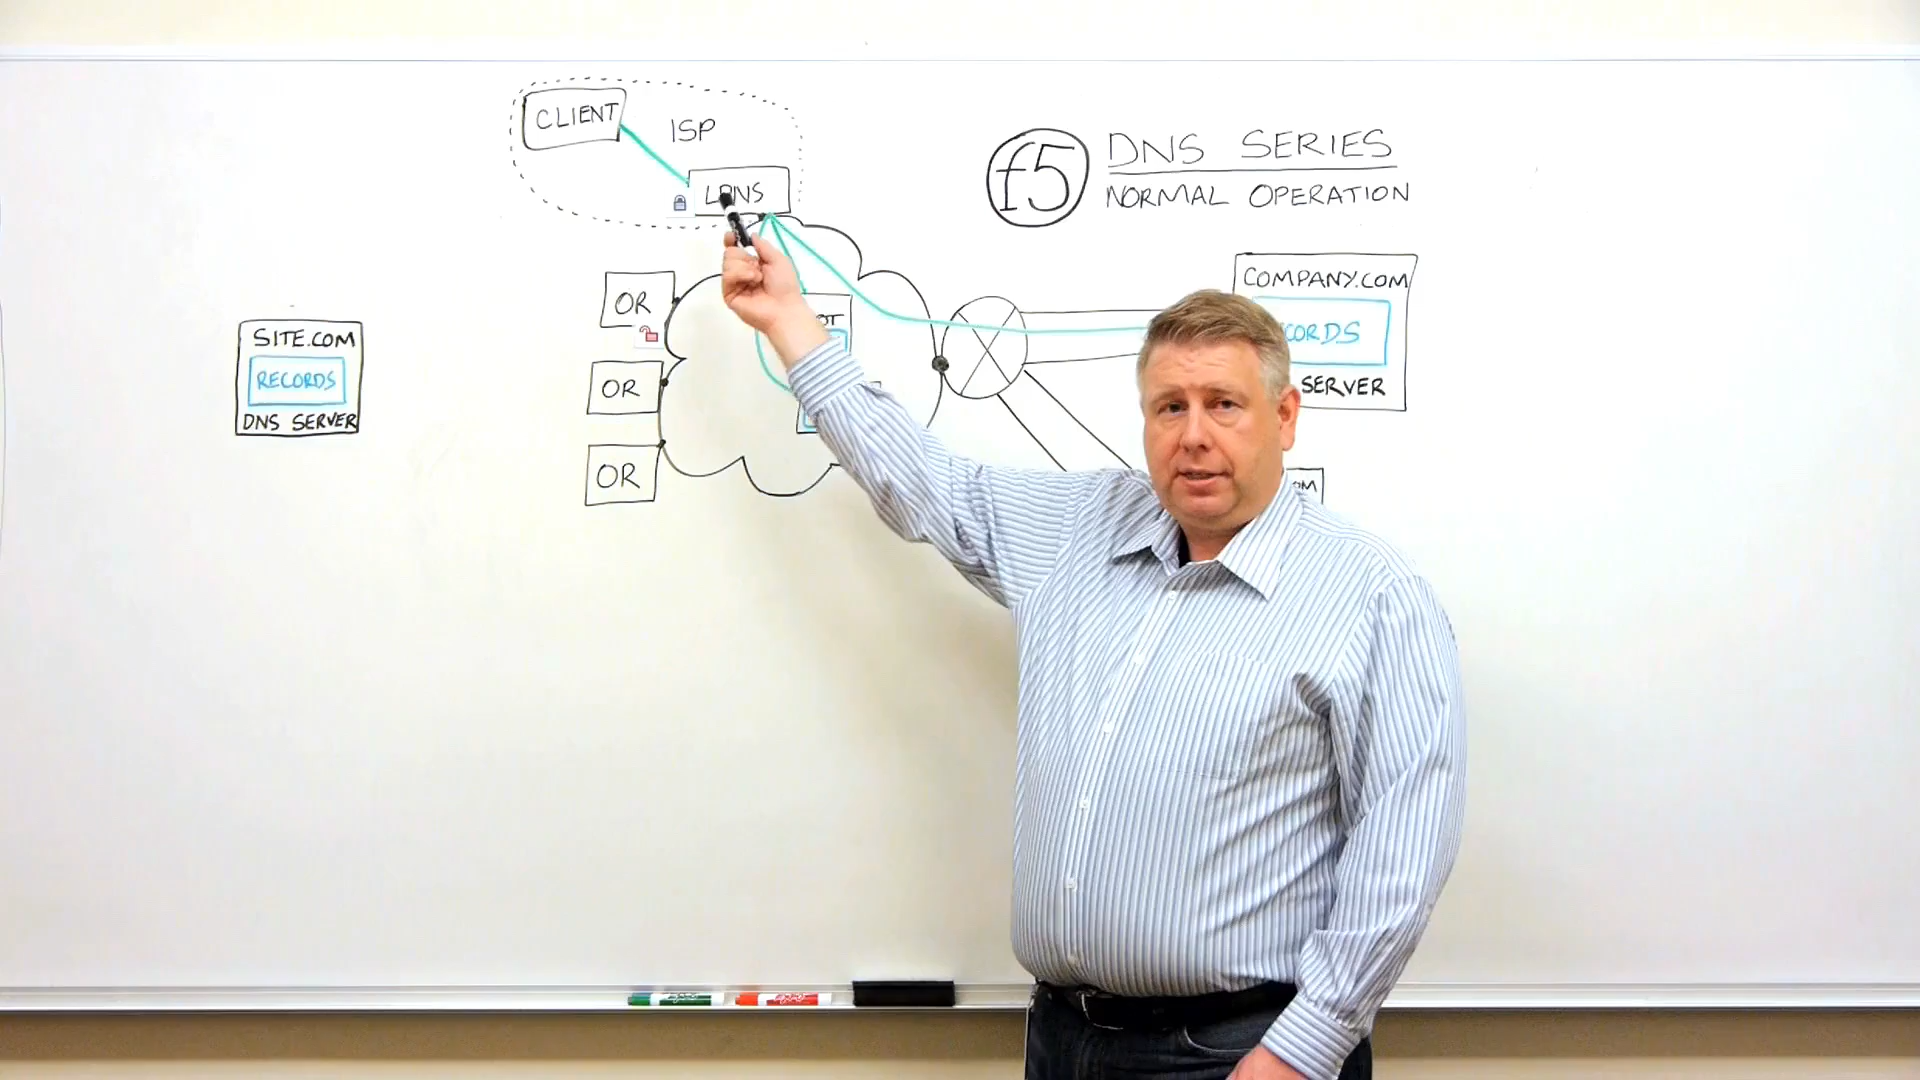 CLIENT
ISP
LDNS
f5
DNS SERIES
NORMAL OPERATION
OR
OR
OR
SITE.COM
RECORDS
DNS SERVER
COMPANY.COM
SERVER